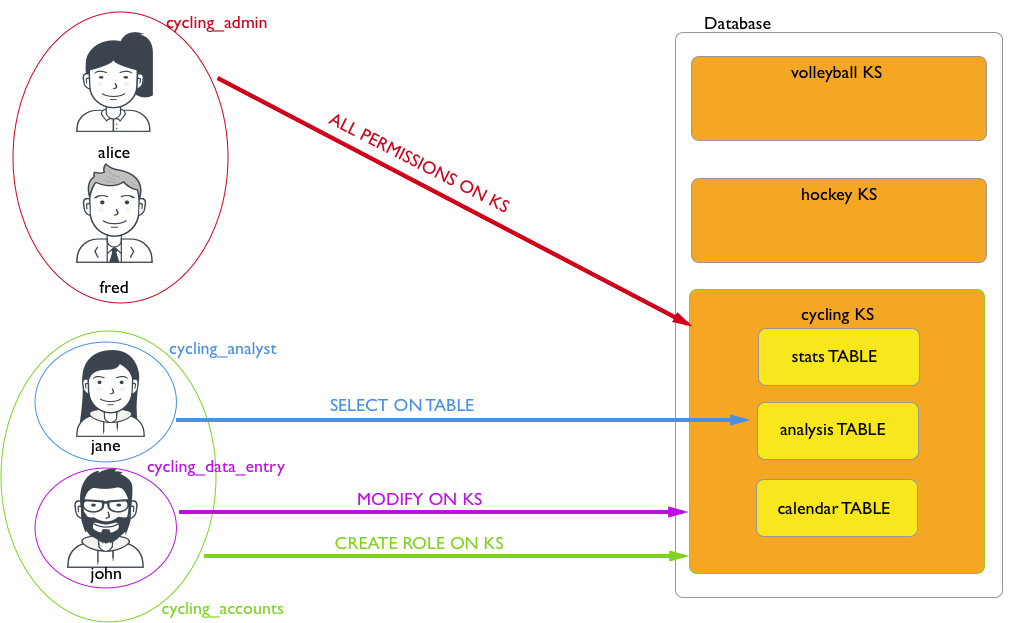 cycling_admin
alice
fred
ALL PERMISSIONS ON KS
cycling_analyst
jane
SELECT ON TABLE
cycling_data_entry
john
MODIFY ON KS
CREATE ROLE ON KS
cycling_accounts
Database
volleyball KS
hockey KS
cycling KS
stats TABLE
analysis TABLE
calendar TABLE